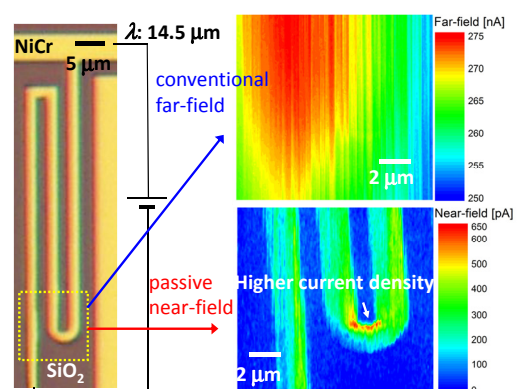 NiCr
5 μm
λ: 14.5 μm
conventional
far-field
passive
near-field
SiO₂
Far-field [nA]
275
270
265
260
255
250
2 μm
Near-field [pA]
650
600
500
400
300
200
100
0
Higher current density
2 μm